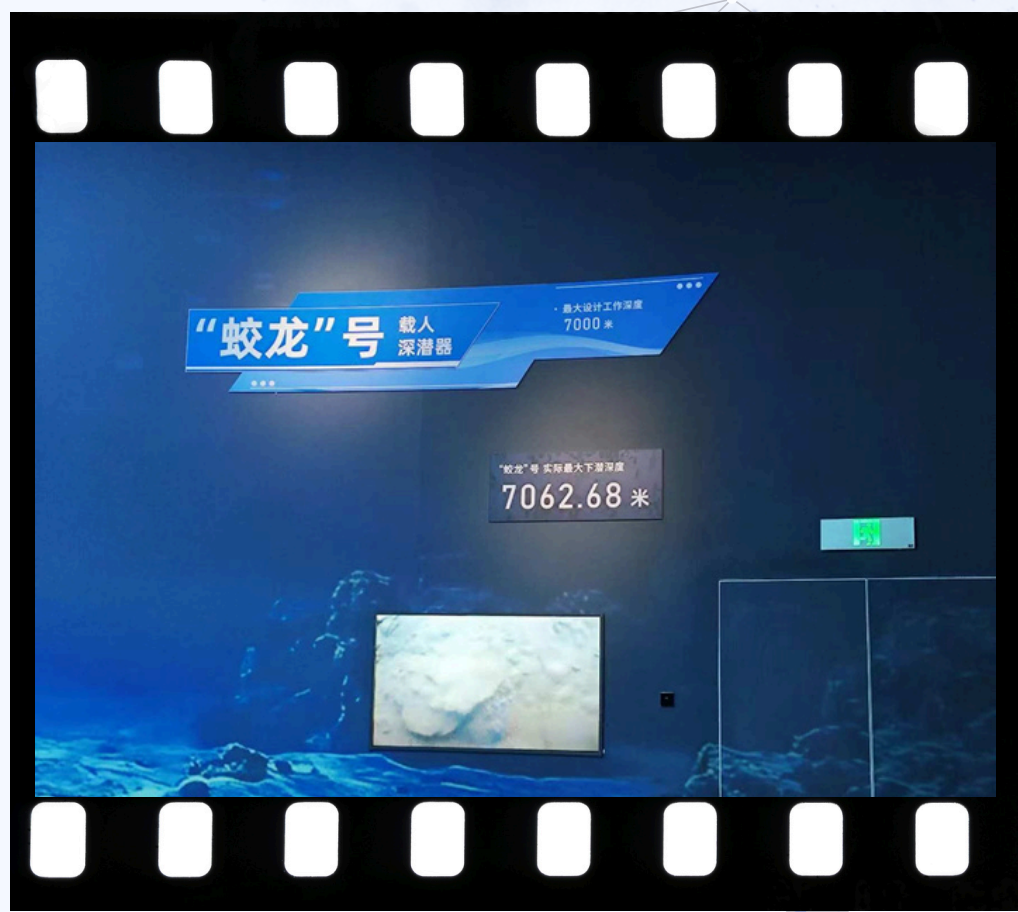 “蛟龙”号
载人
深潜器
· 最大设计工作深度
7000 米
“蛟龙”号 实际最大下潜深度
7062.68 米